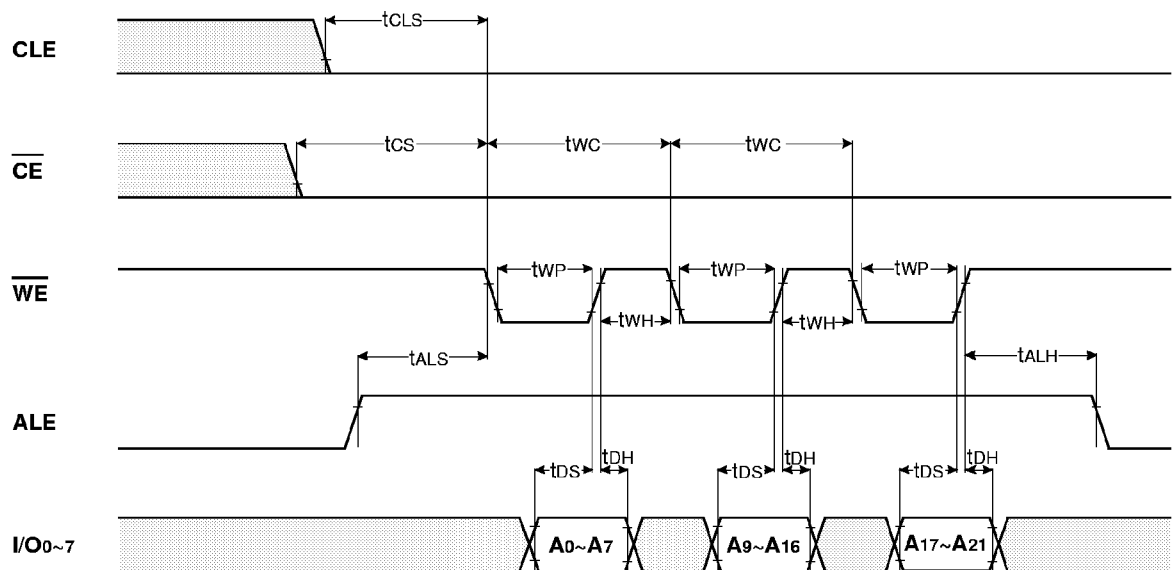 CLE
tCLS
CE
tCS tWC tWC
WE
tWP tWP tWP
tWH tWH
tALS tALH
ALE
tDS tDH tDS tDH tDS tDH
I/O0~7 A0~A7 A9~A16 A17~A21